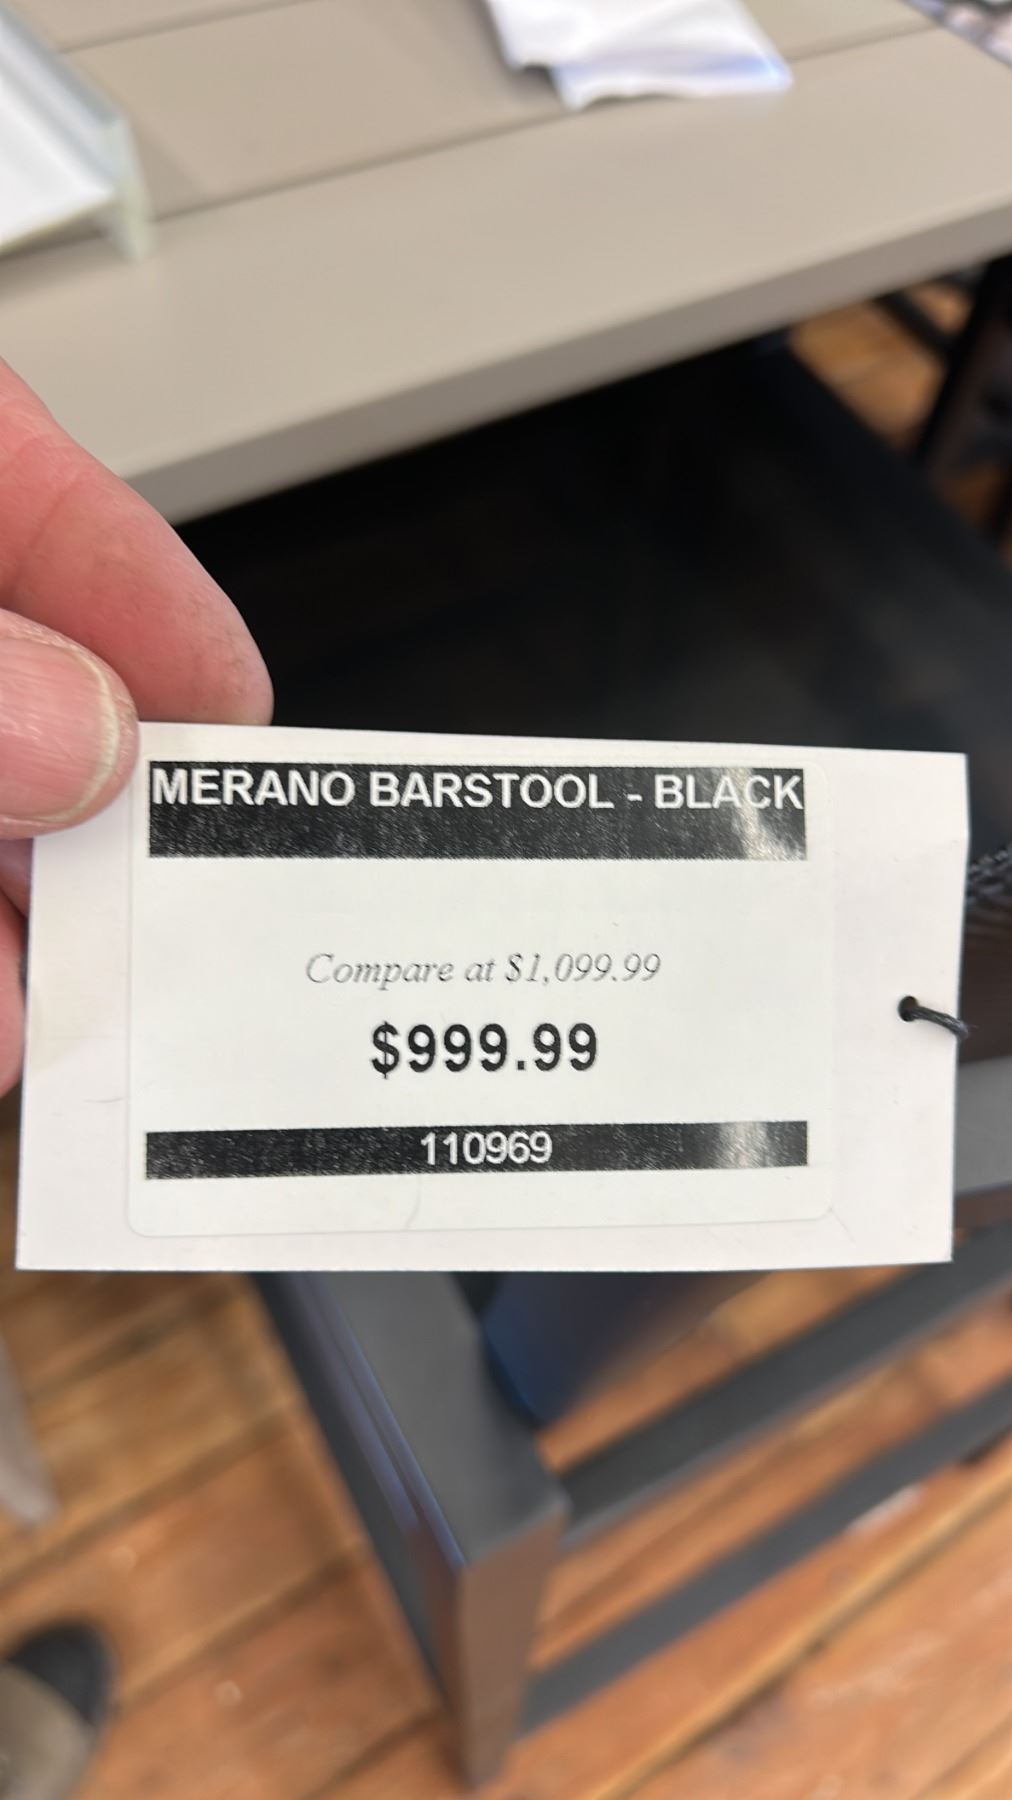 MERANO BARSTOOL - BLACK
Compare at $1,099.99
$999.99
110969